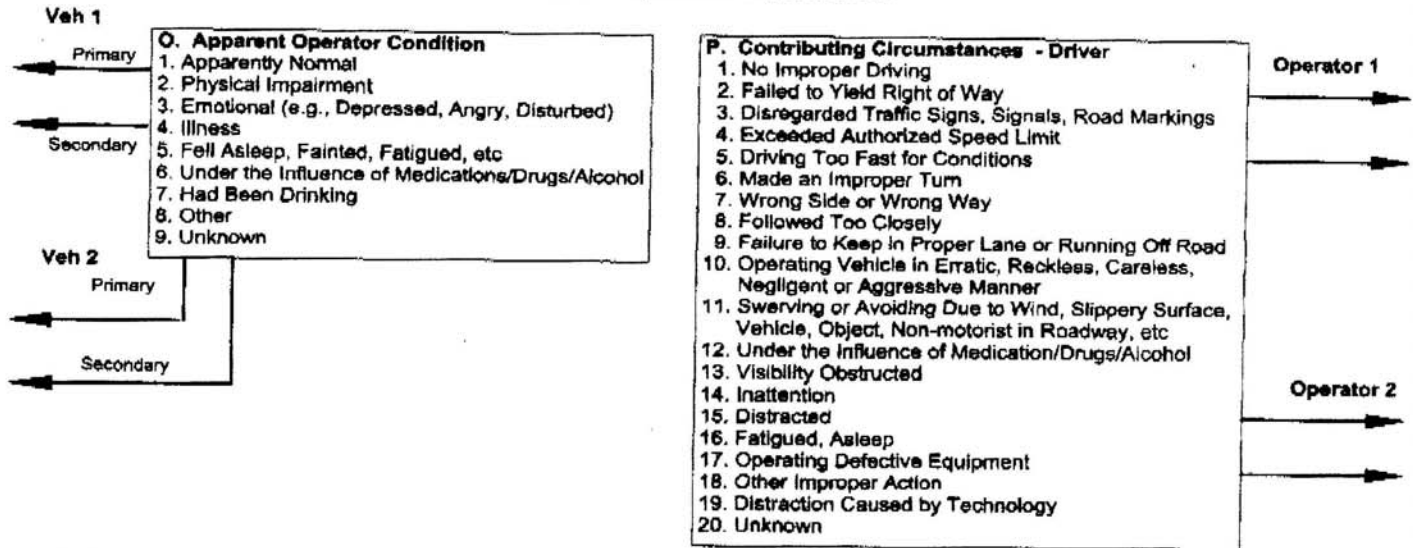 Veh 1
Primary
Secondary
O. Apparent Operator Condition
1. Apparently Normal
2. Physical Impairment
3. Emotional (e.g., Depressed, Angry, Disturbed)
4. Illness
5. Fell Asleep, Fainted, Fatigued, etc
6. Under the Influence of Medications/Drugs/Alcohol
7. Had Been Drinking
8. Other
9. Unknown
Veh 2
Primary
Secondary
P. Contributing Circumstances - Driver
1. No Improper Driving
2. Failed to Yield Right of Way
3. Disregarded Traffic Signs, Signals, Road Markings
4. Exceeded Authorized Speed Limit
5. Driving Too Fast for Conditions
6. Made an Improper Turn
7. Wrong Side or Wrong Way
8. Followed Too Closely
9. Failure to Keep in Proper Lane or Running Off Road
10. Operating Vehicle in Erratic, Reckless, Careless,
Negligent or Aggressive Manner
11. Swerving or Avoiding Due to Wind, Slippery Surface,
Vehicle, Object, Non-motorist in Roadway, etc
12. Under the Influence of Medication/Drugs/Alcohol
13. Visibility Obstructed
14. Inattention
15. Distracted
16. Fatigued, Asleep
17. Operating Defective Equipment
18. Other Improper Action
19. Distraction Caused by Technology
20. Unknown
Operator 1
Operator 2